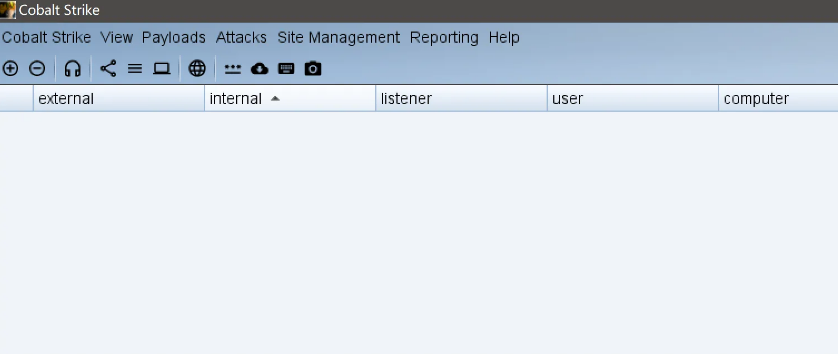 Cobalt Strike
Cobalt Strike View Payloads Attacks Site Management Reporting Help
external internal listener user computer